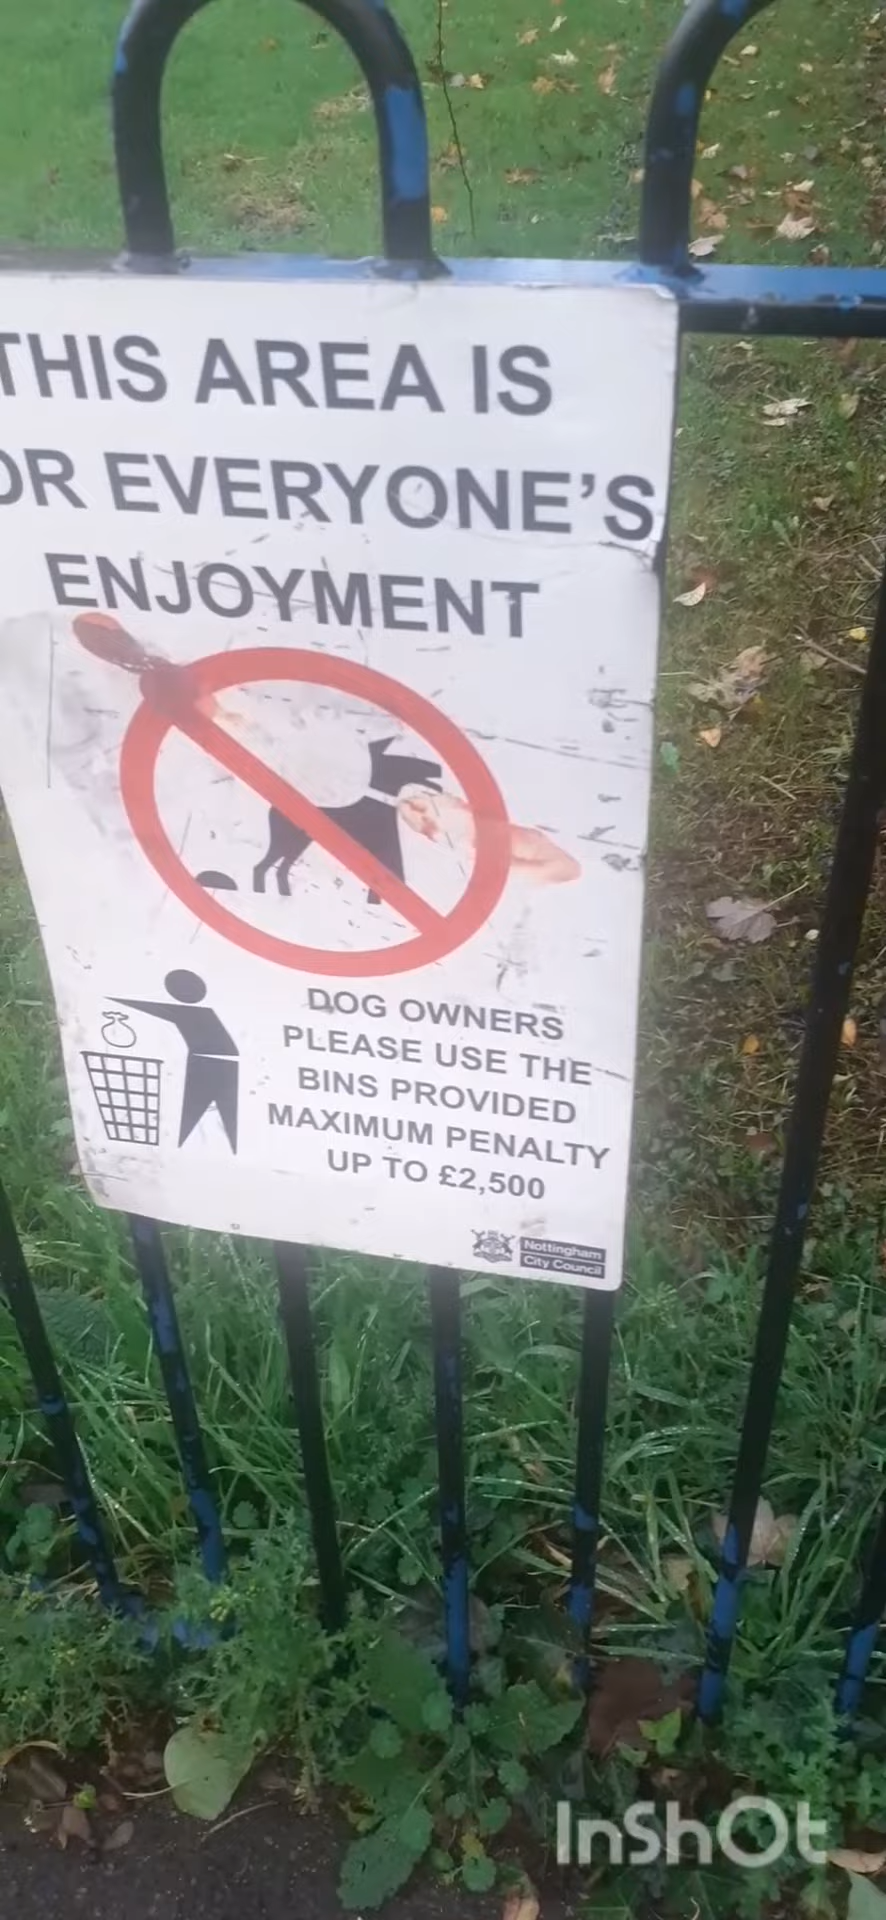 THIS AREA IS
OR EVERYONE'S
ENJOYMENT
DOG OWNERS
PLEASE USE THE
BINS PROVIDED
MAXIMUM PENALTY
UP TO £2,500
Nottingham
City Council
InShOt